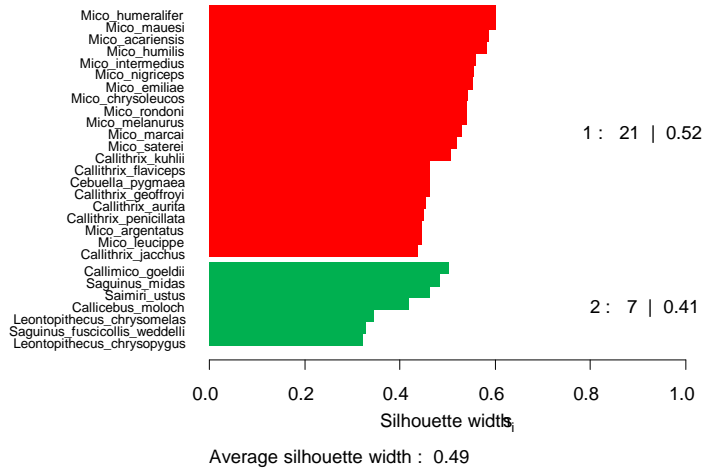 Mico_humeralifer
Mico_mauesi
Mico_acariensis
Mico_humilis
Mico_intermedius
Mico_nigriceps
Mico_emiliae
Mico_chrysoleucos
Mico_rondoni
Mico_melanurus
Mico_marcai
Mico_saterei
Callithrix_kuhlii
Callithrix_flaviceps
Cebuella_pygmaea
Callithrix_geoffroyi
Callithrix_aurita
Callithrix_penicillata
Mico_argentatus
Mico_leucippe
Callithrix_jacchus
1 : 21 | 0.52
Callimico_goeldii
Saguinus_midas
Saimiri_ustus
Callicebus_moloch
Leontopithecus_chrysomelas
Saguinus_fuscicollis_weddelli
Leontopithecus_chrysopygus
2 : 7 | 0.41
0.0 0.2 0.4 0.6 0.8 1.0
Silhouette width si
Average silhouette width : 0.49